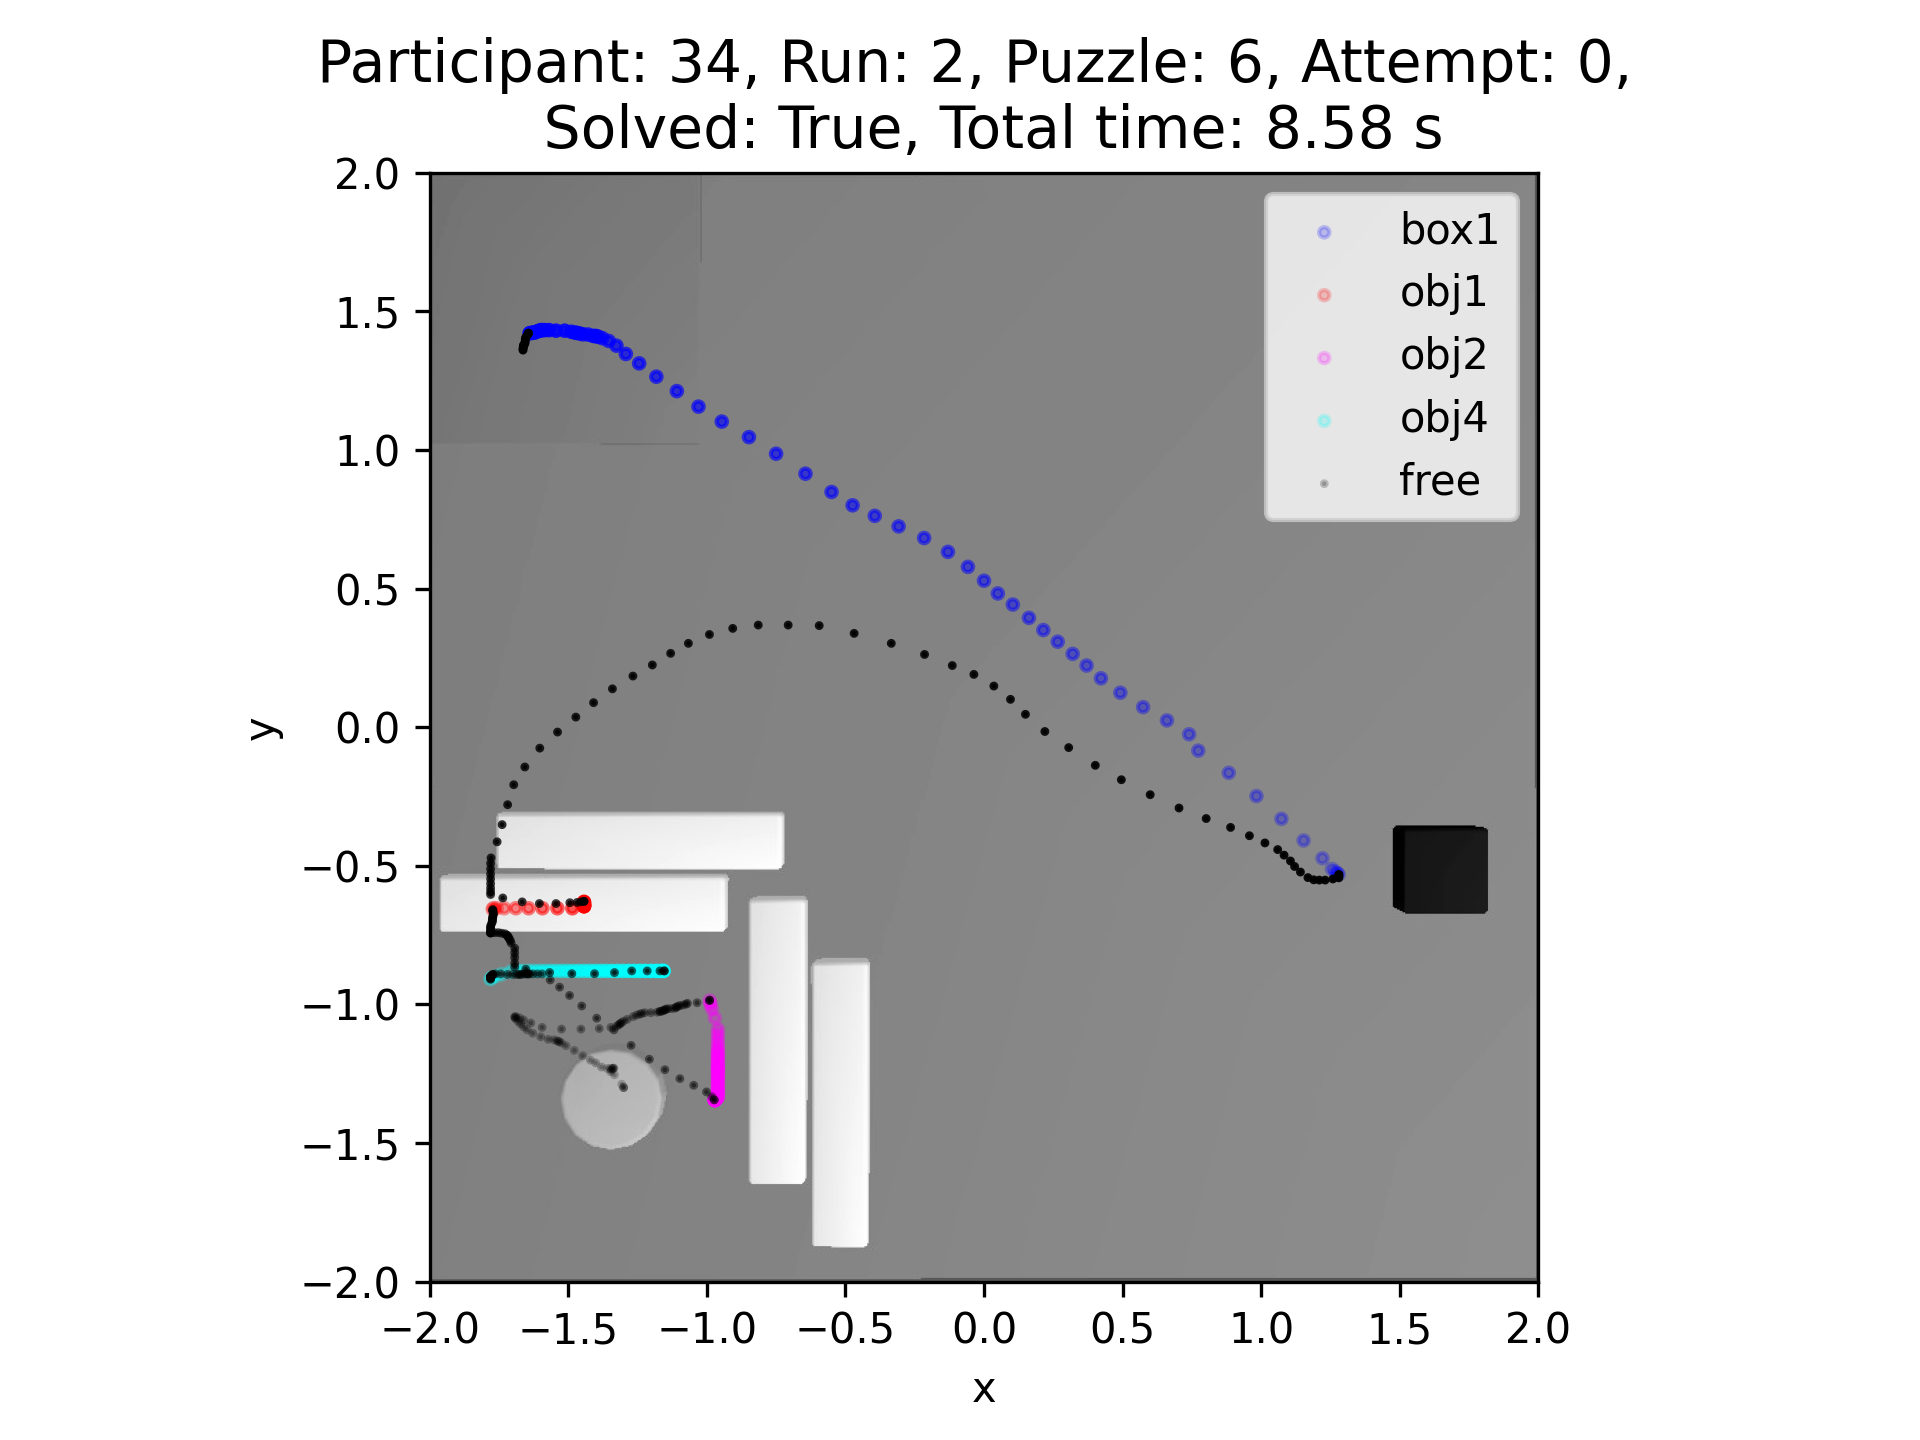 Participant: 34, Run: 2, Puzzle: 6, Attempt: 0,
Solved: True, Total time: 8.58 s
box1
obj1
obj2
obj4
free
2.0
1.5
1.0
0.5
0.0
−0.5
−1.0
−1.5
−2.0
y
−2.0 −1.5 −1.0 −0.5 0.0 0.5 1.0 1.5 2.0
x